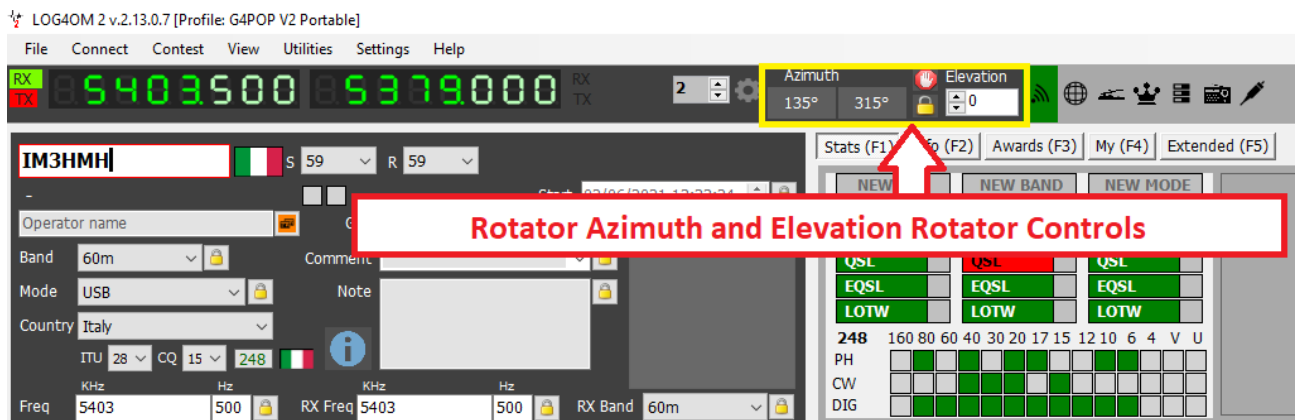 LOG4OM 2 v.2.13.0.7 [Profile: G4POP V2 Portable]
File Connect Contest View Utilities Settings Help
RX 5403.500 5379.000 RX
TX TX
2
Azimuth Elevation
135° 315° 0
IM3HMH S 59 R 59
Stats (F1) (F2) Awards (F3) My (F4) Extended (F5)
-
NEW NEW BAND NEW MODE
Operator name
Rotator Azimuth and Elevation Rotator Controls
Band 60m Comment
QSL QSL QSL
Mode USB Note
EQSL EQSL EQSL
LOTW LOTW LOTW
Country Italy
248 160 80 60 40 30 20 17 15 12 10 6 4 V U
ITU 28 CQ 15 248
PH
CW
DIG
KHz Hz KHz Hz
Freq 5403 500 RX Freq 5403 500 RX Band 60m